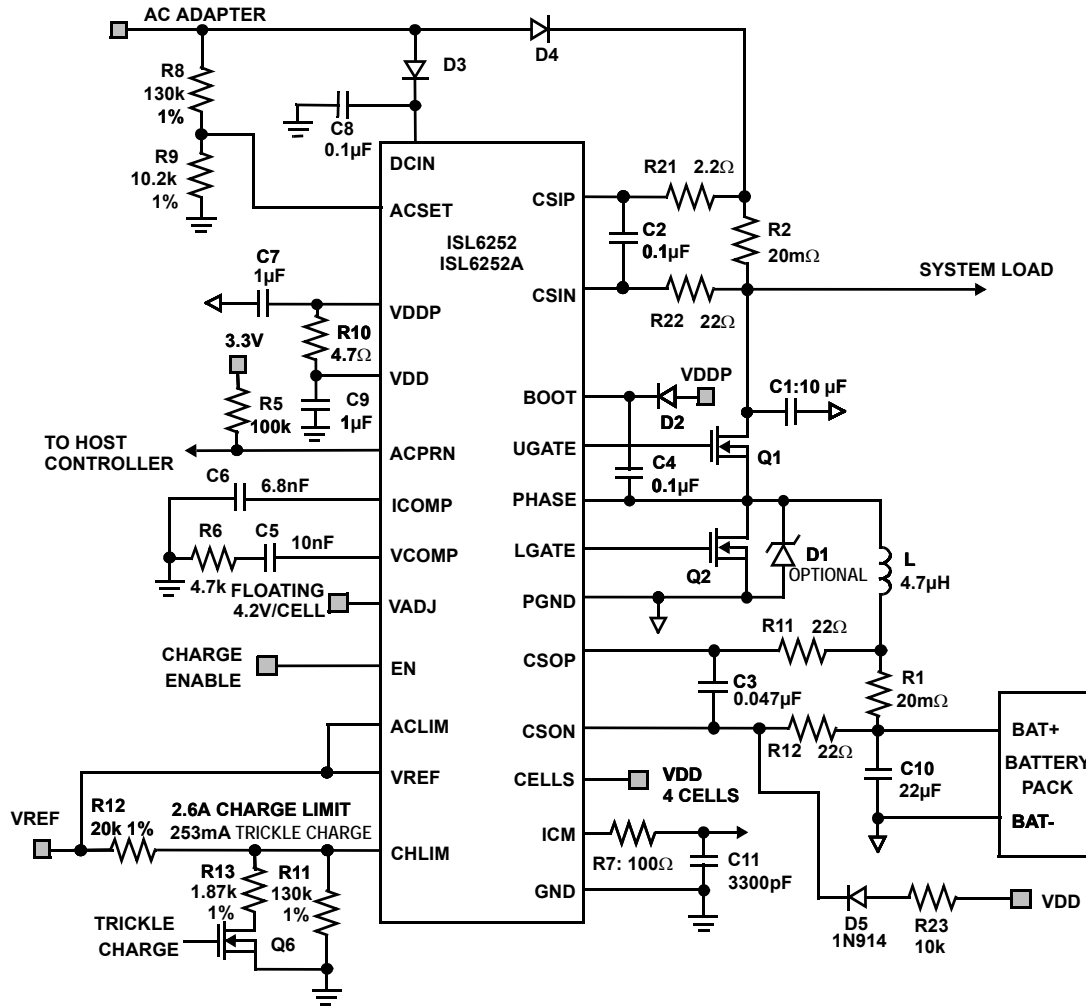 AC ADAPTER
D4
D3
R8
130k
1%
C8
0.1µF
R9
10.2k
1%
DCIN
ACSET
ISL6252
ISL6252A
CSIP
CSIN
R21 2.2Ω
C2
0.1µF
R2
20mΩ
R22 22Ω
SYSTEM LOAD
C7
1µF
VDDP
R10
4.7Ω
3.3V
VDD
R5
100k
C9
1µF
TO HOST
CONTROLLER
ACPRN
BOOT
VDDP
D2
C1:10 µF
UGATE
Q1
C4
0.1µF
PHASE
C6
6.8nF
ICOMP
R6
4.7k
C5
10nF
VCOMP
LGATE
Q2
D1
OPTIONAL
L
4.7µH
FLOATING
4.2V/CELL
VADJ
PGND
CHARGE
ENABLE
EN
CSOP
R11 22Ω
C3
0.047µF
R1
20mΩ
ACLIM
CSON
R12 22Ω
BAT+
BATTERY
PACK
BAT-
VREF
CELLS
VDD
4 CELLS
C10
22µF
VREF
R12
20k 1%
2.6A CHARGE LIMIT
253mA TRICKLE CHARGE
CHLIM
ICM
R7: 100Ω
C11
3300pF
R13
1.87k
1%
R11
130k
1%
GND
TRICKLE
CHARGE
Q6
D5
1N914
R23
10k
VDD